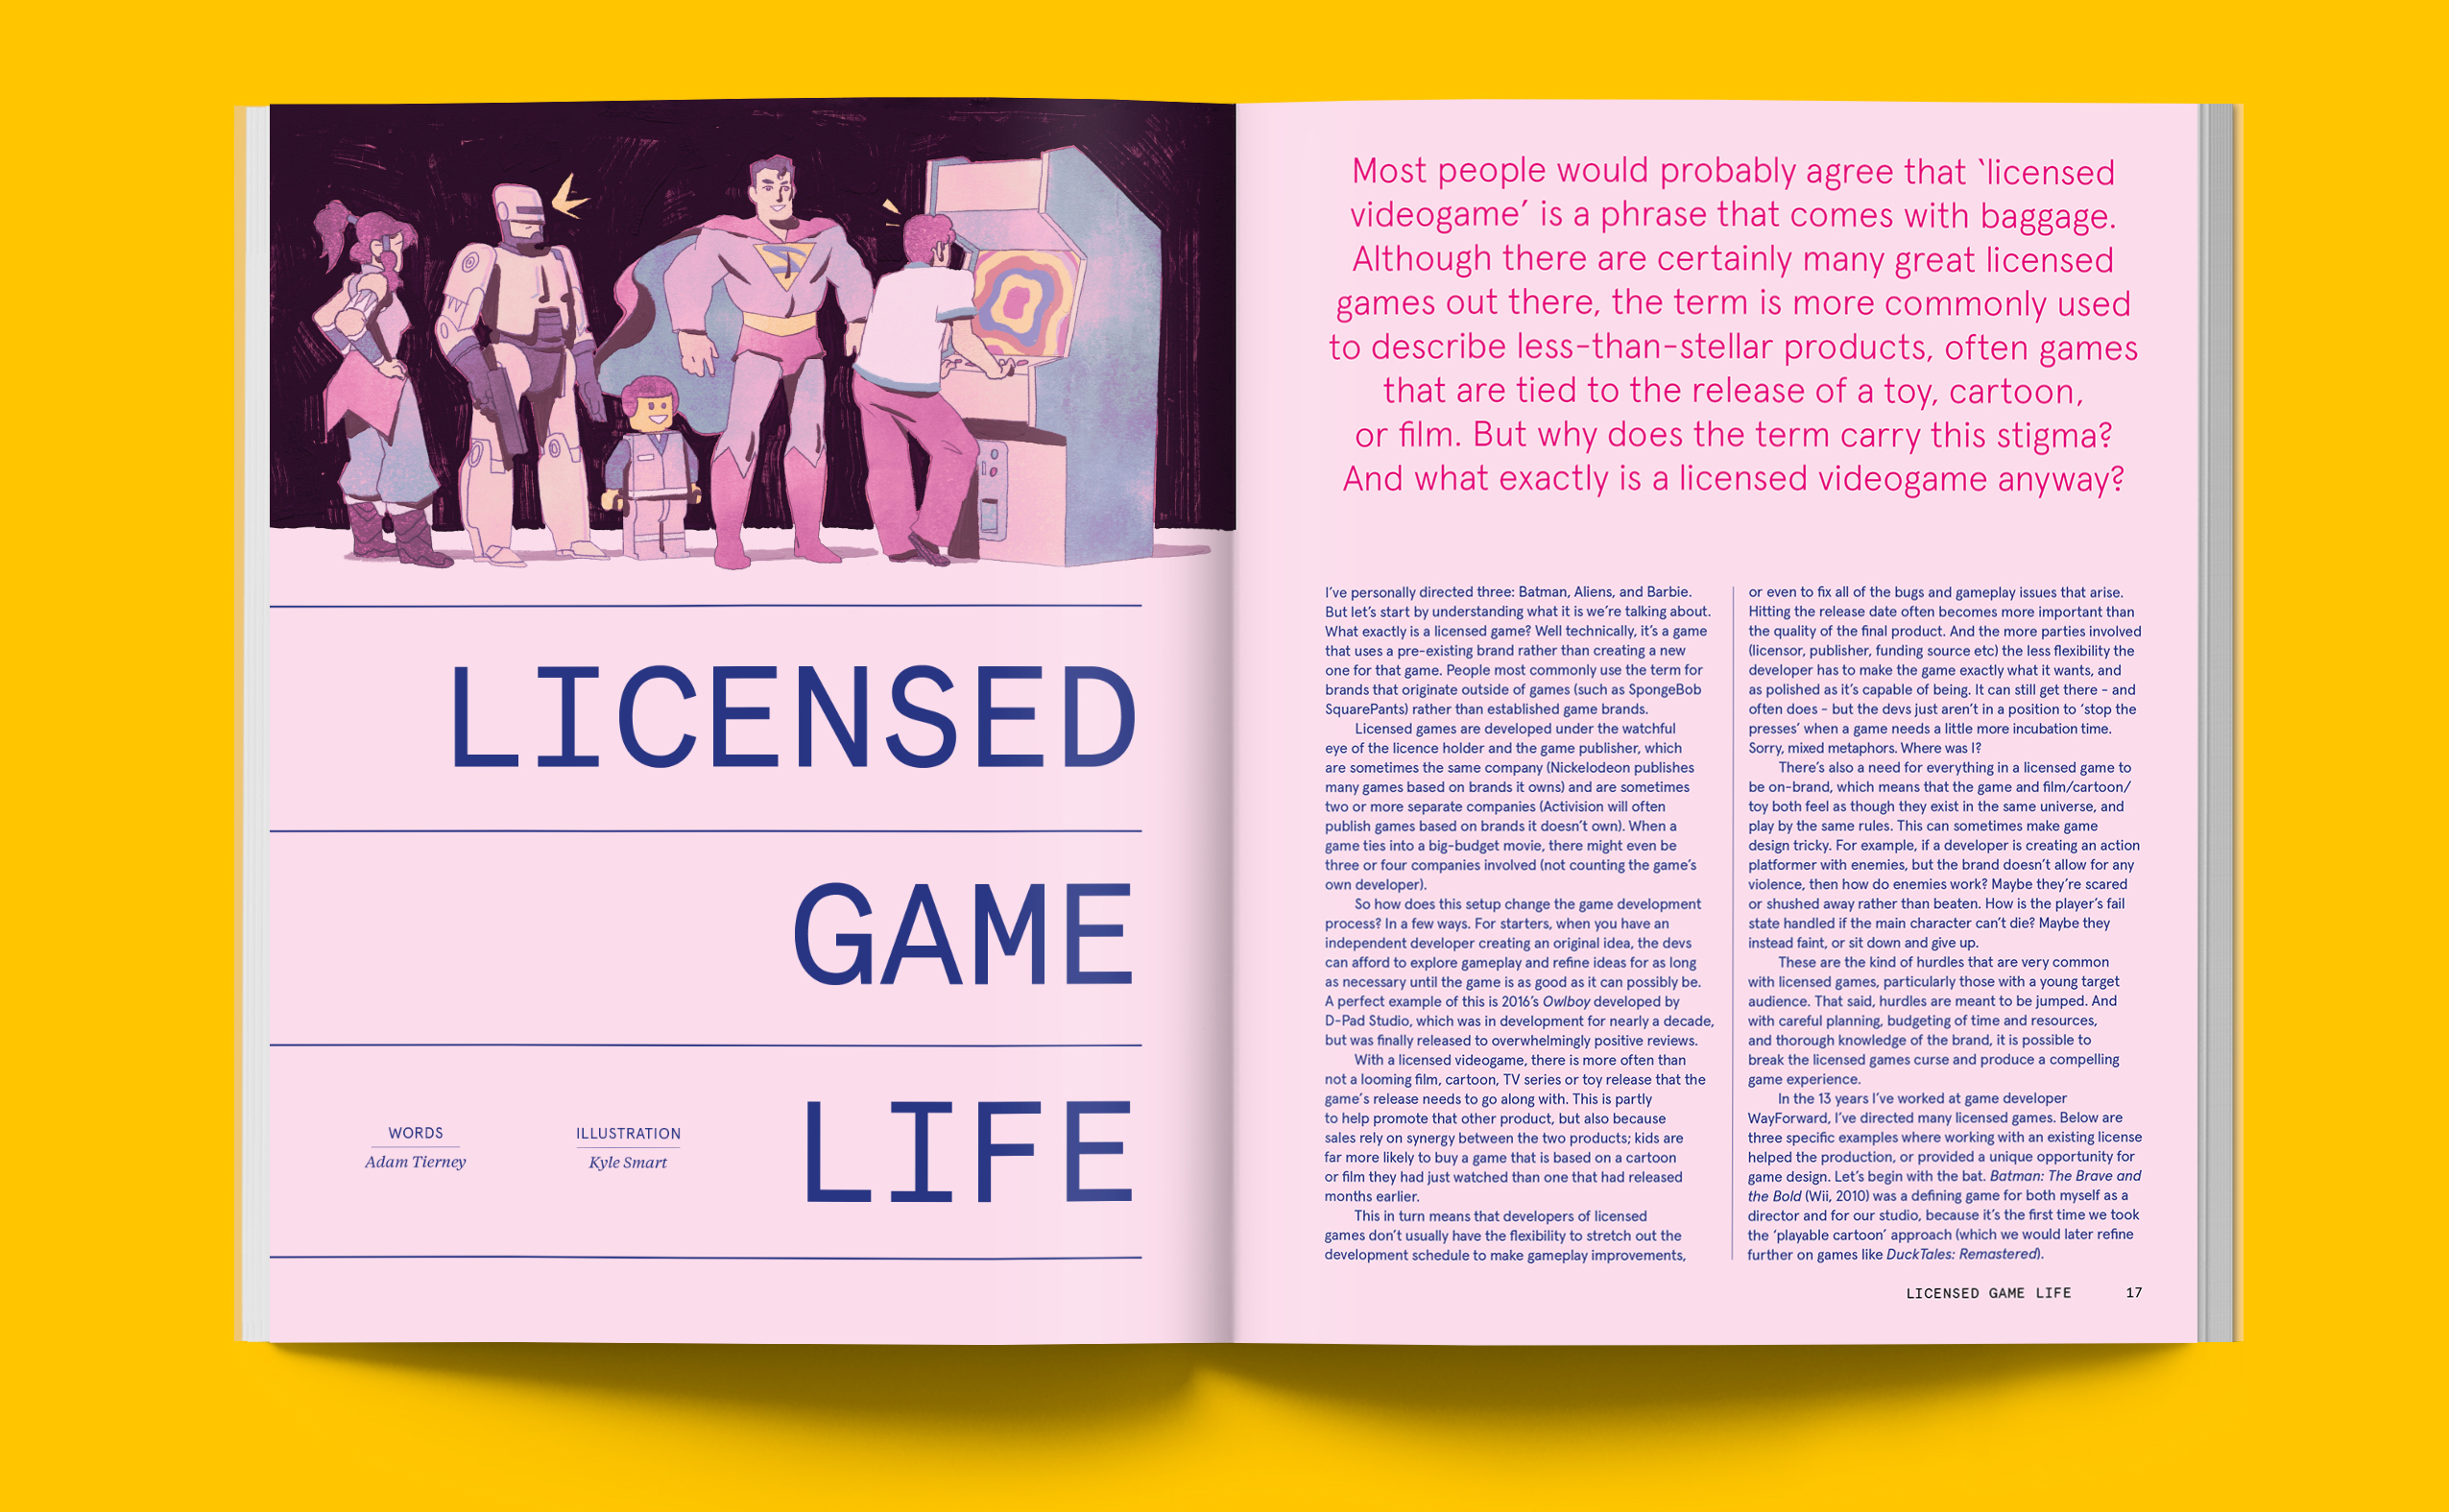 LICENSED
GAME
LIFE
WORDS
Adam Tierney
ILLUSTRATION
Kyle Smart
Most people would probably agree that ‘licensed
videogame’ is a phrase that comes with baggage.
Although there are certainly many great licensed
games out there, the term is more commonly used
to describe less-than-stellar products, often games
that are tied to the release of a toy, cartoon,
or film. But why does the term carry this stigma?
And what exactly is a licensed videogame anyway?
I’ve personally directed three: Batman, Aliens, and Barbie.
But let’s start by understanding what it is we’re talking about.
What exactly is a licensed game? Well technically, it’s a game
that uses a pre-existing brand rather than creating a new
one for that game. People most commonly use the term for
brands that originate outside of games (such as SpongeBob
SquarePants) rather than established game brands.
Licensed games are developed under the watchful
eye of the licence holder and the game publisher, which
are sometimes the same company (Nickelodeon publishes
many games based on brands it owns) and are sometimes
two or more separate companies (Activision will often
publish games based on brands it doesn’t own). When a
game ties into a big-budget movie, there might even be
three or four companies involved (not counting the game’s
own developer).
So how does this setup change the game development
process? In a few ways. For starters, when you have an
independent developer creating an original idea, the devs
can afford to explore gameplay and refine ideas for as long
as necessary until the game is as good as it can possibly be.
A perfect example of this is 2016’s Owlboy developed by
D-Pad Studio, which was in development for nearly a decade,
but was finally released to overwhelmingly positive reviews.
With a licensed videogame, there is more often than
not a looming film, cartoon, TV series or toy release that the
game’s release needs to go along with. This is partly
to help promote that other product, but also because
sales rely on synergy between the two products; kids are
far more likely to buy a game that is based on a cartoon
or film they had just watched than one that had released
months earlier.
This in turn means that developers of licensed
games don’t usually have the flexibility to stretch out the
development schedule to make gameplay improvements,
or even to fix all of the bugs and gameplay issues that arise.
Hitting the release date often becomes more important than
the quality of the final product. And the more parties involved
(licensor, publisher, funding source etc) the less flexibility the
developer has to make the game exactly what it wants, and
as polished as it’s capable of being. It can still get there - and
often does - but the devs just aren’t in a position to ‘stop the
presses’ when a game needs a little more incubation time.
Sorry, mixed metaphors. Where was I?
There’s also a need for everything in a licensed game to
be on-brand, which means that the game and film/cartoon/
toy both feel as though they exist in the same universe, and
play by the same rules. This can sometimes make game
design tricky. For example, if a developer is creating an action
platformer with enemies, but the brand doesn’t allow for any
violence, then how do enemies work? Maybe they’re scared
or shushed away rather than beaten. How is the player’s fail
state handled if the main character can’t die? Maybe they
instead faint, or sit down and give up.
These are the kind of hurdles that are very common
with licensed games, particularly those with a young target
audience. That said, hurdles are meant to be jumped. And
with careful planning, budgeting of time and resources,
and thorough knowledge of the brand, it is possible to
break the licensed games curse and produce a compelling
game experience.
In the 13 years I’ve worked at game developer
WayForward, I’ve directed many licensed games. Below are
three specific examples where working with an existing license
helped the production, or provided a unique opportunity for
game design. Let’s begin with the bat. Batman: The Brave and
the Bold (Wii, 2010) was a defining game for both myself as a
director and for our studio, because it’s the first time we took
the ‘playable cartoon’ approach (which we would later refine
further on games like DuckTales: Remastered).
LICENSED GAME LIFE 17